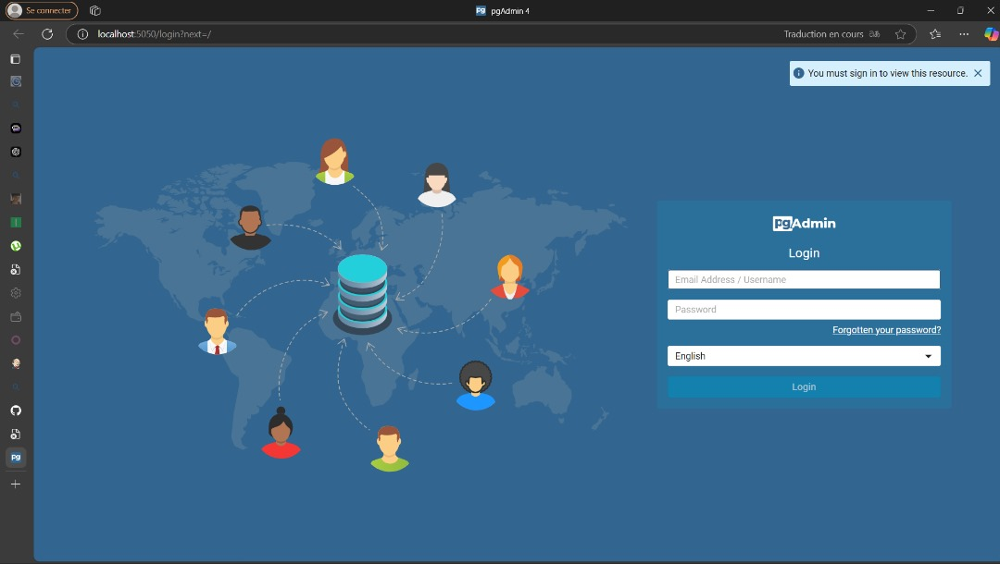 Se connecter
pgAdmin 4
localhost:5050/login?next=/
Traduction en cours
You must sign in to view this resource.
pgAdmin
Login
Email Address / Username
Password
Forgotten your password?
English
Login